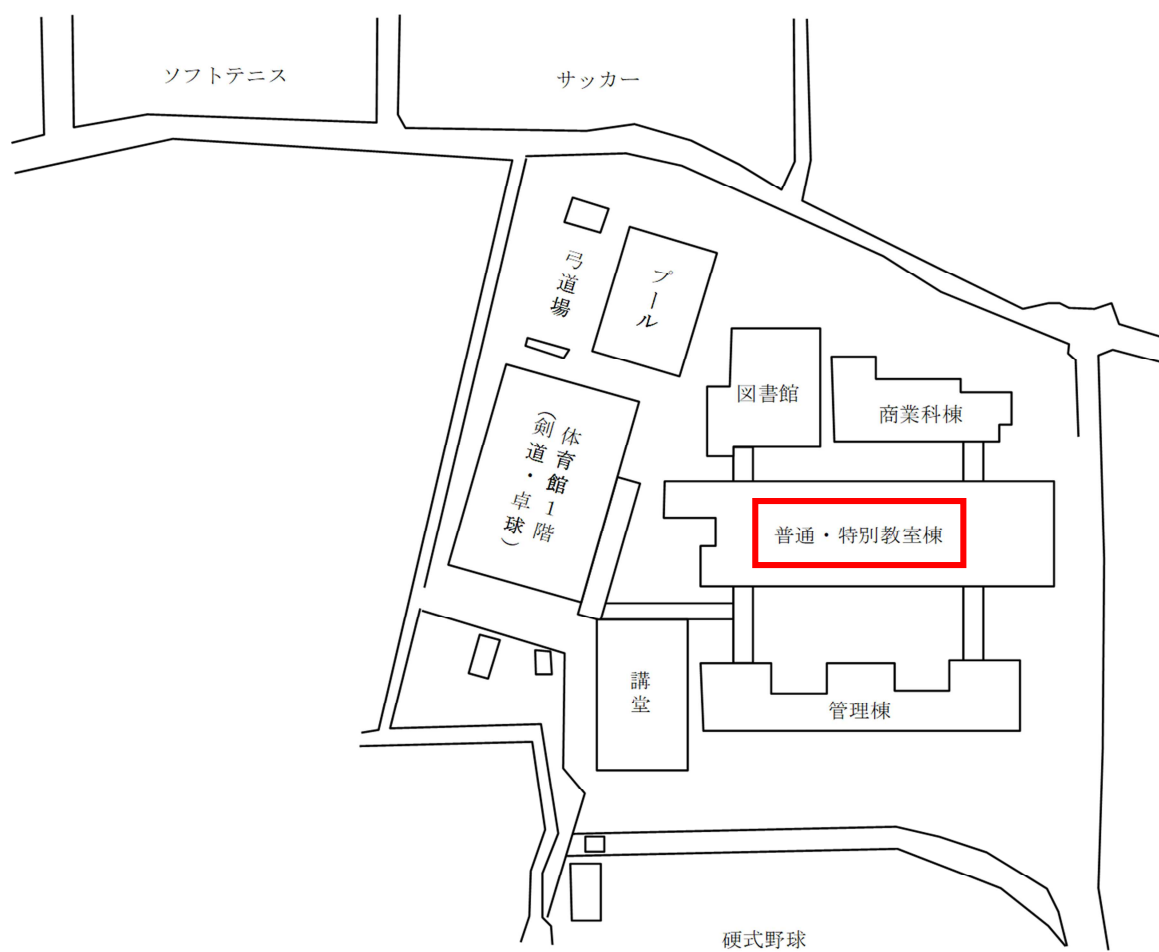 ソフトテニス
サッカー
弓道場
プール
図書館
商業科棟
体育館1階
(剣道・卓球)
普通・特別教室棟
講堂
管理棟
硬式野球